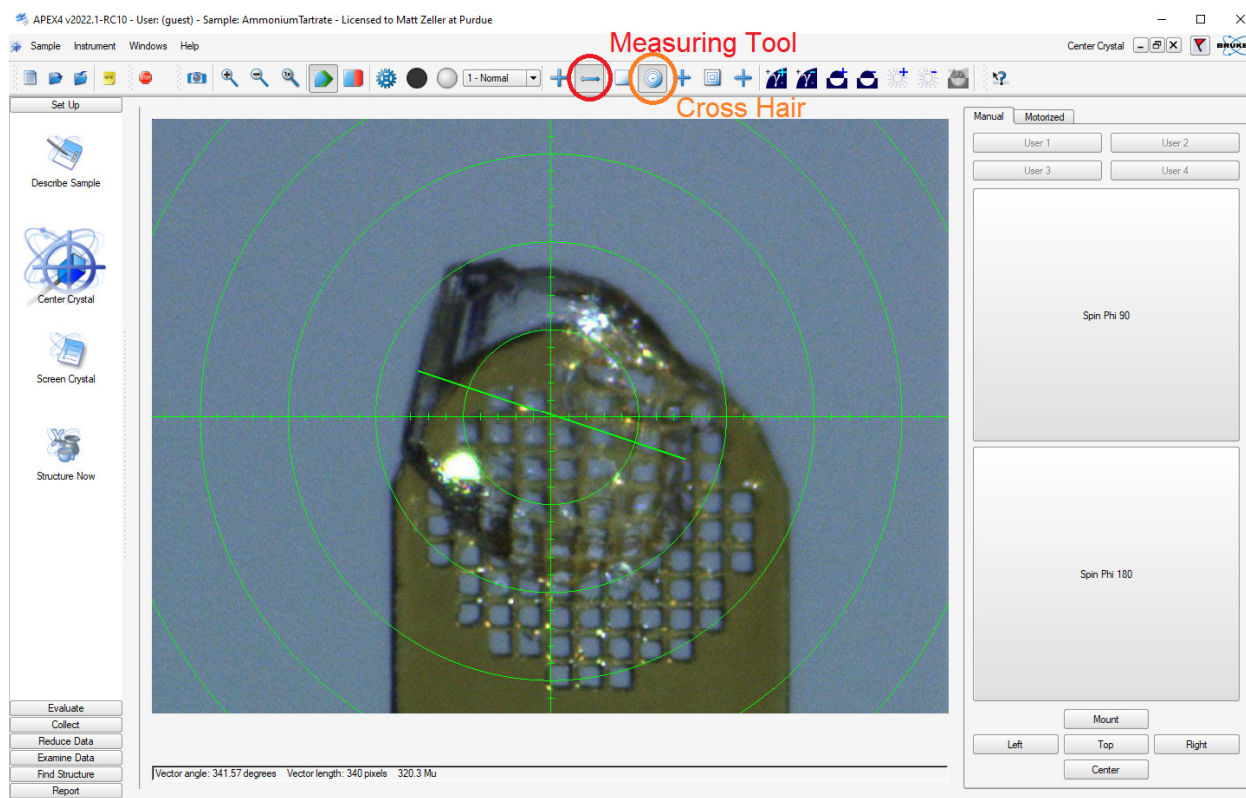 APEX4 v2022.1-RC10 - User: (guest) - Sample: AmmoniumTartrate - Licensed to Matt Zeller at Purdue
Sample Instrument Windows Help
Measuring Tool
Center Crystal
BRUKER
1 - Normal
Cross Hair
Set Up
Describe Sample
Center Crystal
Screen Crystal
Structure Now
Evaluate
Collect
Reduce Data
Examine Data
Find Structure
Report
Manual Motorized
User 1 User 2
User 3 User 4
Spin Phi 90
Spin Phi 180
Mount
Left Top Right
Center
Vector angle: 341.57 degrees Vector length: 340 pixels 320.3 Mu